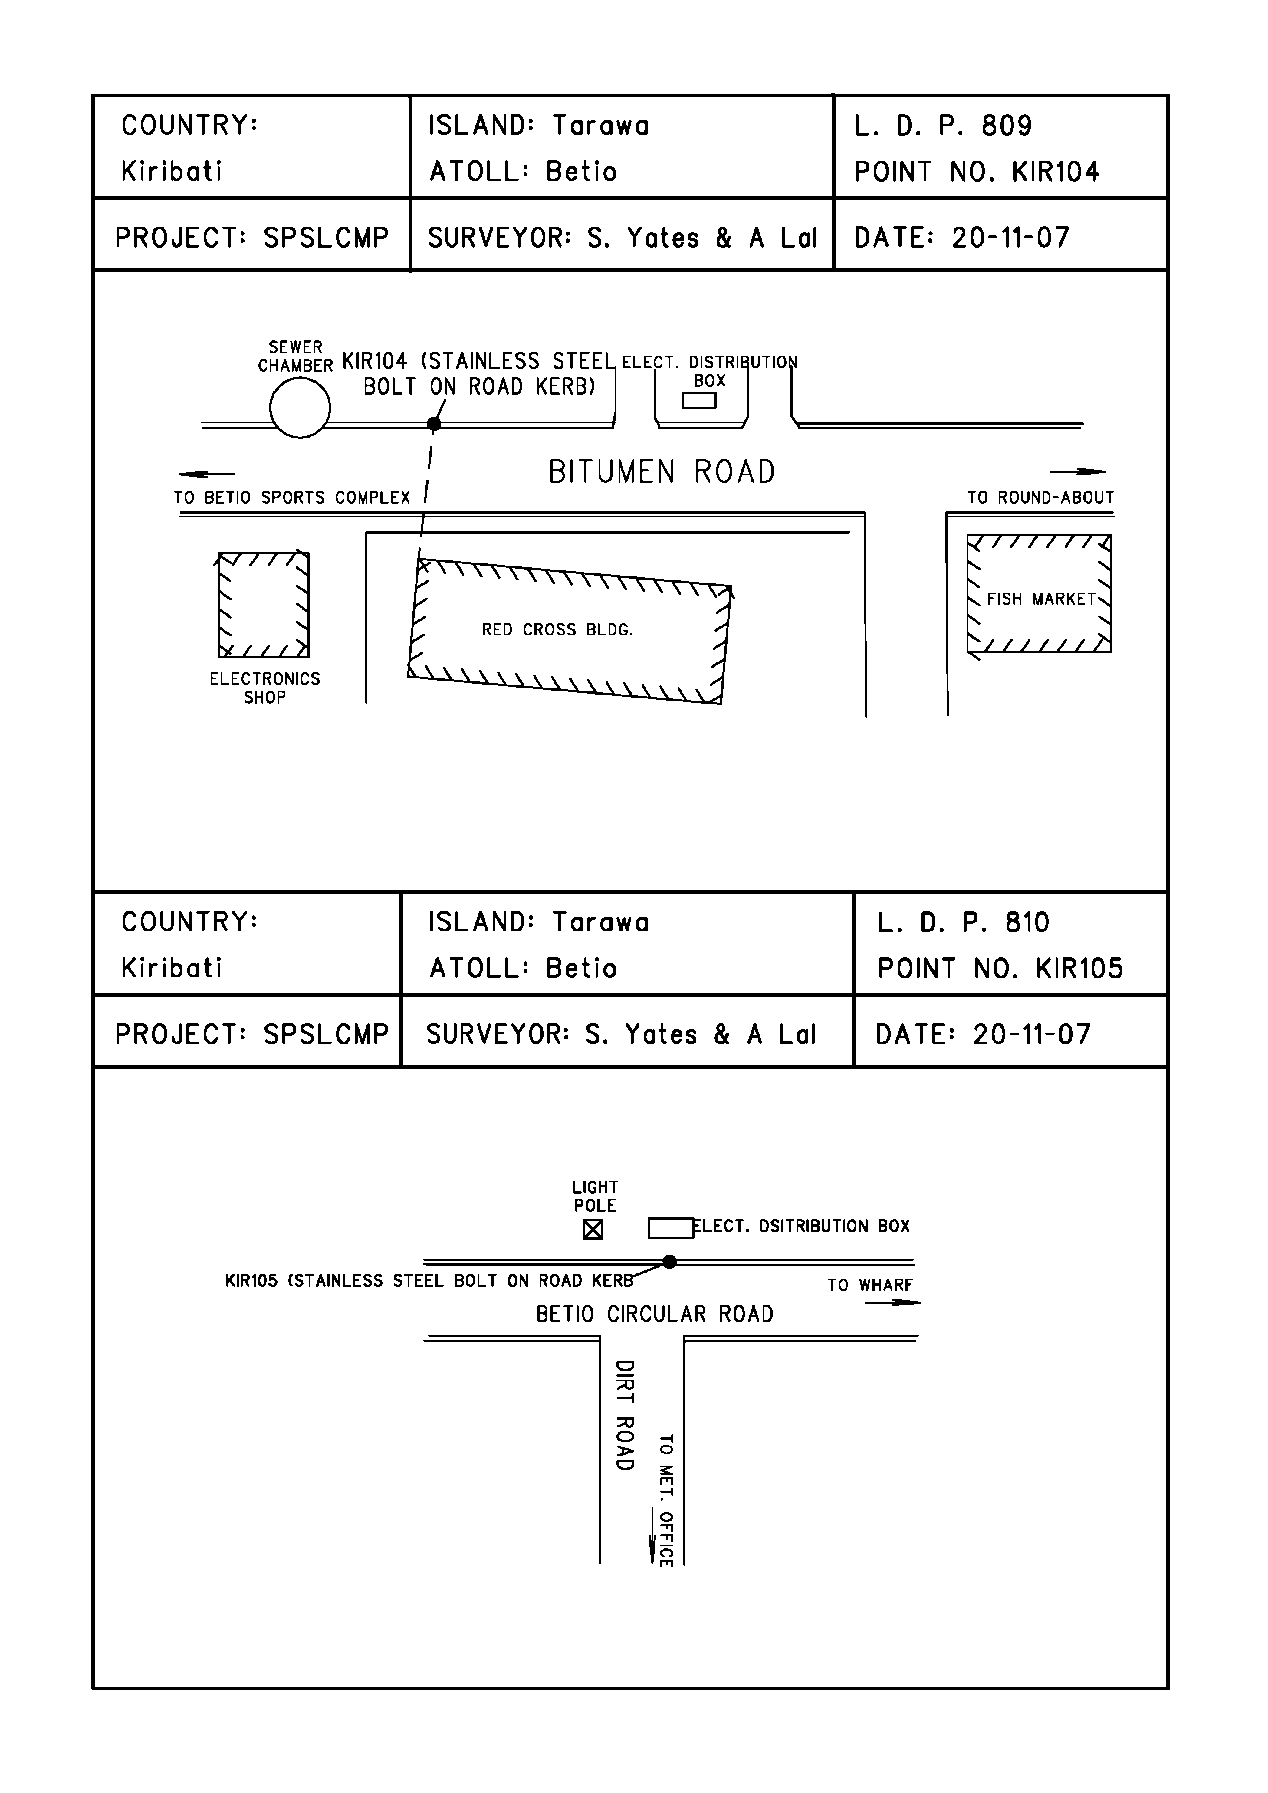 COUNTRY:
Kiribati
ISLAND: Tarawa
ATOLL: Betio
L. D. P. 809
POINT NO. KIR104
PROJECT: SPSLCMP
SURVEYOR: S. Yates & A Lal
DATE: 20-11-07
SEWER
CHAMBER
KIR104 (STAINLESS STEEL
BOLT ON ROAD KERB)
ELECT. DISTRIBUTION
BOX
BITUMEN ROAD
TO BETIO SPORTS COMPLEX
TO ROUND-ABOUT
RED CROSS BLDG.
FISH MARKET
ELECTRONICS
SHOP
COUNTRY:
Kiribati
ISLAND: Tarawa
ATOLL: Betio
L. D. P. 810
POINT NO. KIR105
PROJECT: SPSLCMP
SURVEYOR: S. Yates & A Lal
DATE: 20-11-07
LIGHT
POLE
ELECT. DSITRIBUTION BOX
KIR105 (STAINLESS STEEL BOLT ON ROAD KERB
TO WHARF
BETIO CIRCULAR ROAD
DIRT ROAD
TO MET. OFFICE